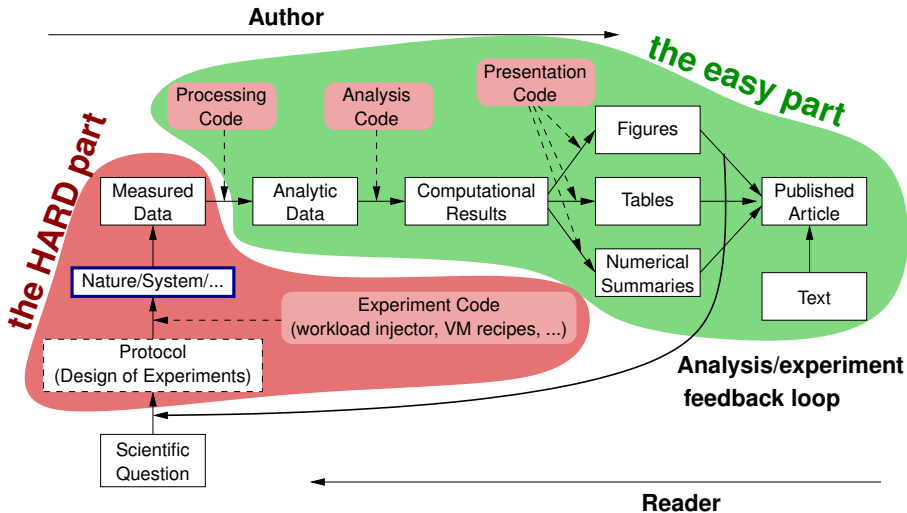 Author
the easy part
Presentation
Code
Processing
Code
Analysis
Code
Figures
the HARD part
Measured
Data
Analytic
Data
Computational
Results
Tables
Published
Article
Nature/System/...
Numerical
Summaries
Text
Experiment Code
(workload injector, VM recipes, ...)
Protocol
(Design of Experiments)
Analysis/experiment
feedback loop
Scientific
Question
Reader